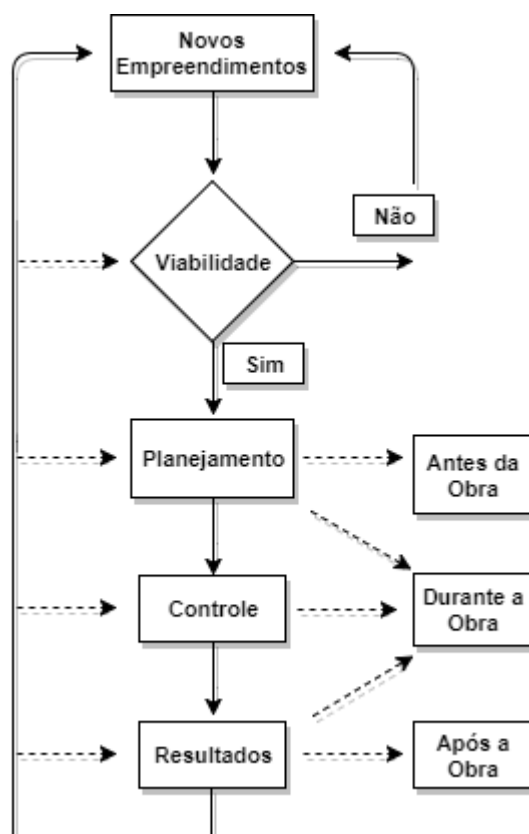 Novos
Empreendimentos
Não
Viabilidade
Sim
Planejamento
Antes da
Obra
Controle
Durante a
Obra
Resultados
Após a
Obra